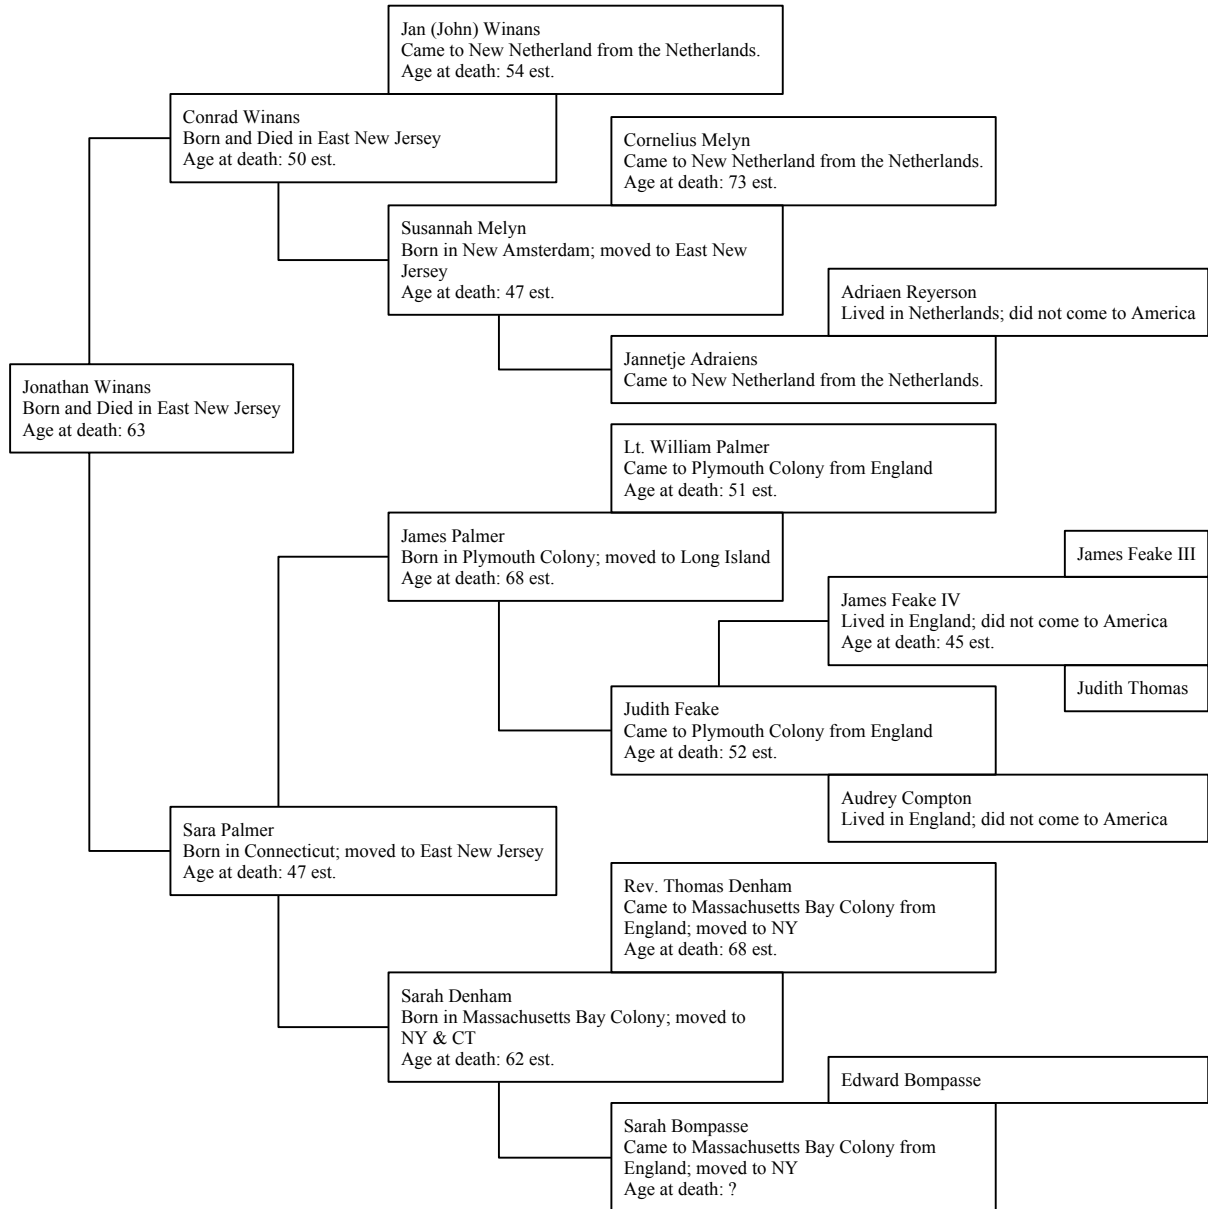 Jan (John) Winans
Came to New Netherland from the Netherlands.
Age at death: 54 est.
Conrad Winans
Born and Died in East New Jersey
Age at death: 50 est.
Cornelius Melyn
Came to New Netherland from the Netherlands.
Age at death: 73 est.
Susannah Melyn
Born in New Amsterdam; moved to East New
Jersey
Age at death: 47 est.
Adriaen Reyerson
Lived in Netherlands; did not come to America
Jannetje Adraiens
Came to New Netherland from the Netherlands.
Jonathan Winans
Born and Died in East New Jersey
Age at death: 63
Lt. William Palmer
Came to Plymouth Colony from England
Age at death: 51 est.
James Palmer
Born in Plymouth Colony; moved to Long Island
Age at death: 68 est.
James Feake III
James Feake IV
Lived in England; did not come to America
Age at death: 45 est.
Judith Thomas
Judith Feake
Came to Plymouth Colony from England
Age at death: 52 est.
Audrey Compton
Lived in England; did not come to America
Sara Palmer
Born in Connecticut; moved to East New Jersey
Age at death: 47 est.
Rev. Thomas Denham
Came to Massachusetts Bay Colony from
England; moved to NY
Age at death: 68 est.
Sarah Denham
Born in Massachusetts Bay Colony; moved to
NY & CT
Age at death: 62 est.
Edward Bompasse
Sarah Bompasse
Came to Massachusetts Bay Colony from
England; moved to NY
Age at death: ?